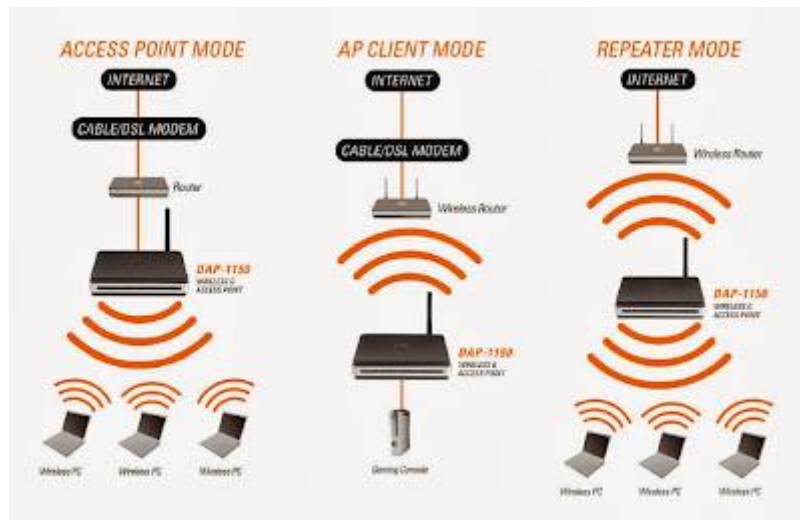 ACCESS POINT MODE
INTERNET
CABLE/DSL MODEM
Router
DAP-1150
WIRELESS G
ACCESS POINT
Wireless PC
Wireless PC
Wireless PC
AP CLIENT MODE
INTERNET
CABLE/DSL MODEM
Wireless Router
DAP-1150
WIRELESS G
ACCESS POINT
Gaming Console
REPEATER MODE
INTERNET
Wireless Router
DAP-1150
WIRELESS G
ACCESS POINT
Wireless PC
Wireless PC
Wireless PC